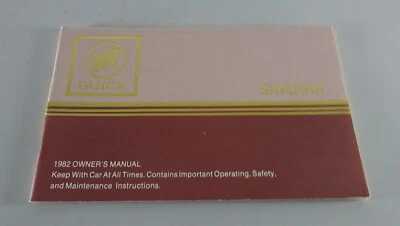 BUICK
SKYLARK
1982 OWNER'S MANUAL
Keep With Car At All Times. Contains Important Operating, Safety,
and Maintenance Instructions.